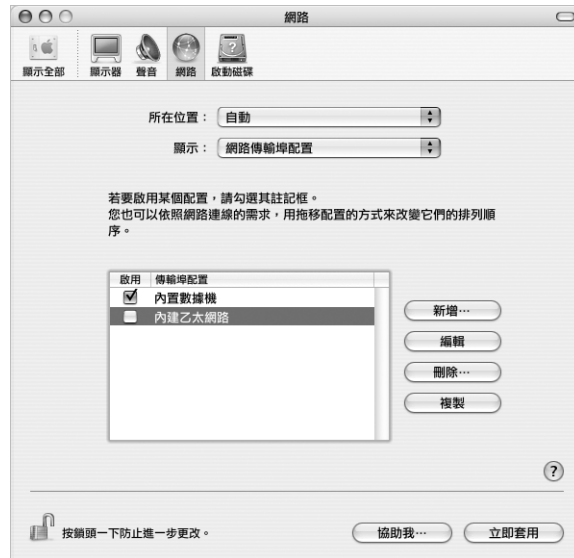 網路
顯示全部 顯示器 聲音 網路 啟動磁碟
所在位置： 自動
顯示： 網路傳輸埠配置
若要啟用某個配置，請勾選其註記框。
您也可以依照網路連線的需求，用拖移配置的方式來改變它們的排列順
序。
啟用 傳輸埠配置
內置數據機
內建乙太網路
新增⋯
編輯
刪除⋯
複製
?
按鎖頭一下防止進一步更改。
協助我⋯ 立即套用